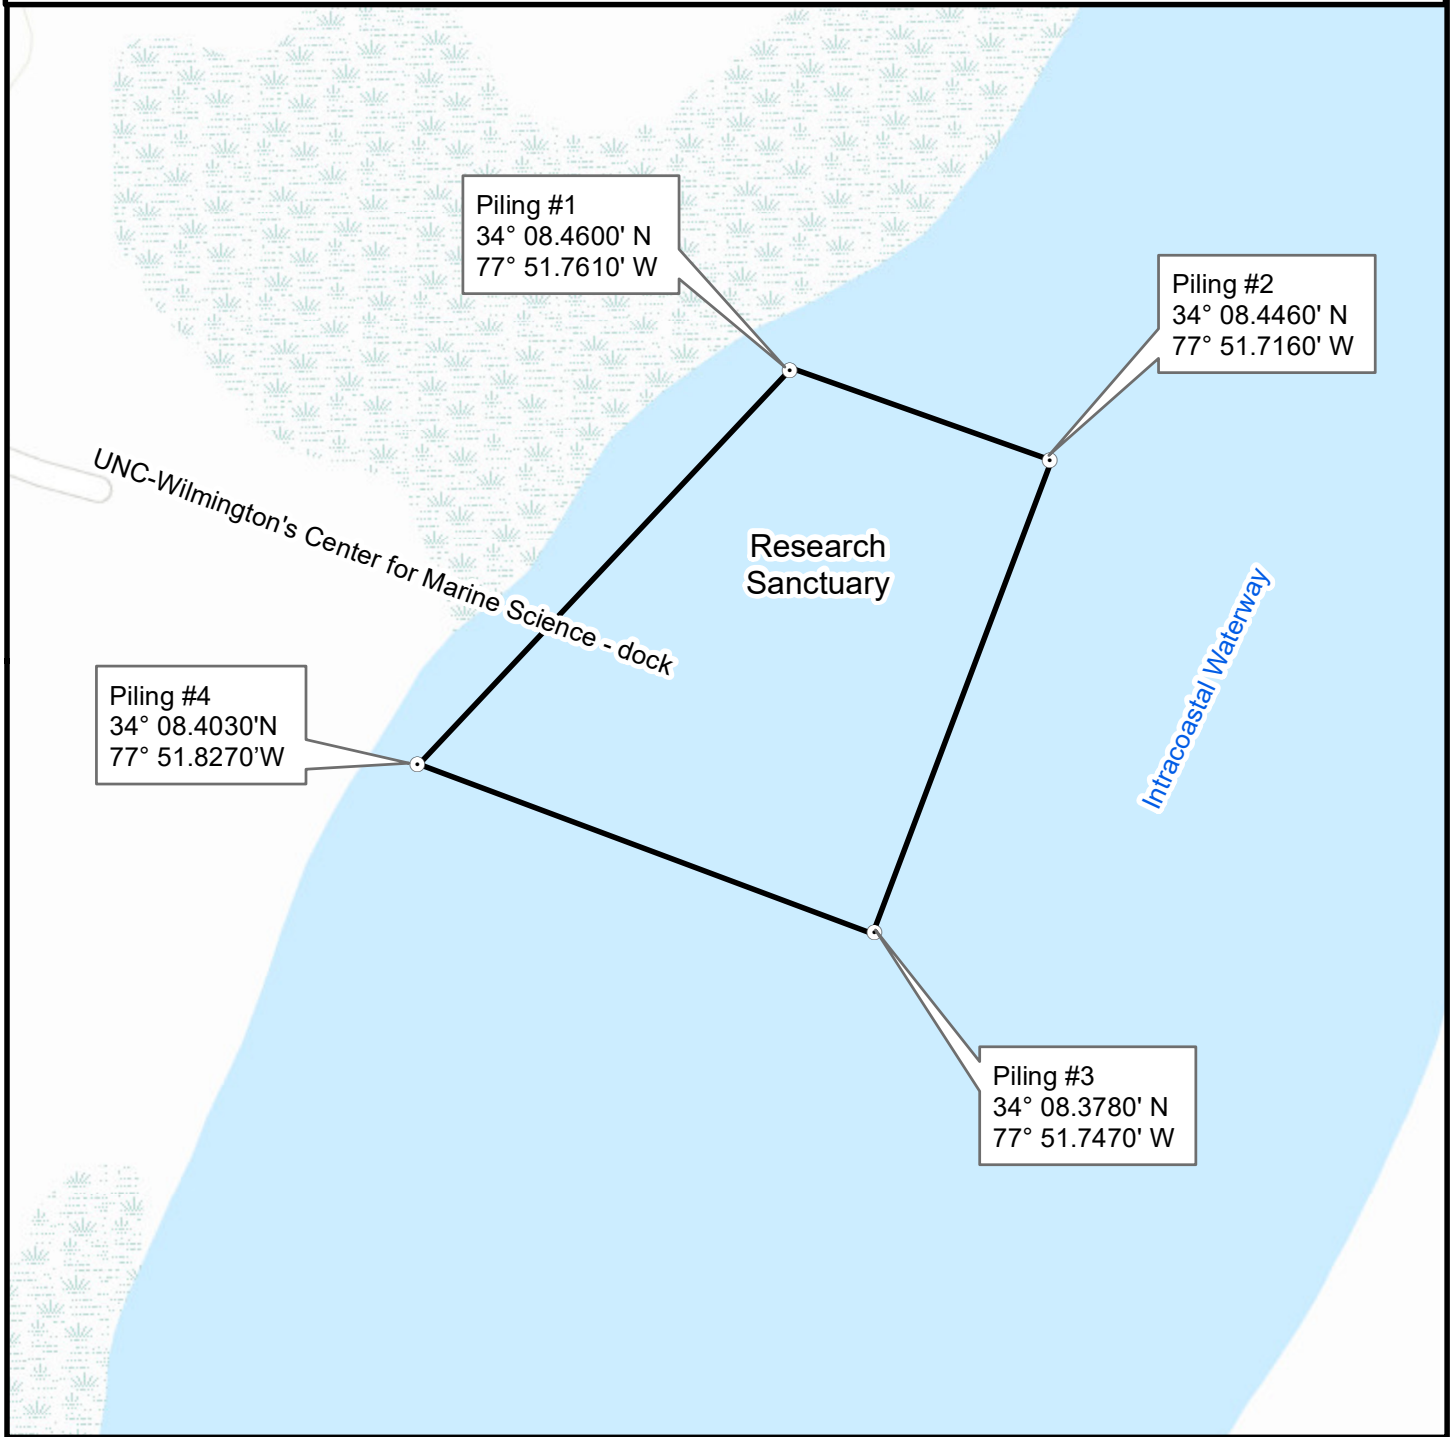 Piling #1
34° 08.4600' N
77° 51.7610' W
Piling #2
34° 08.4460' N
77° 51.7160' W
UNC-Wilmington's Center for Marine Science - dock
Research
Sanctuary
Intracoastal Waterway
Piling #4
34° 08.4030'N
77° 51.8270’W
Piling #3
34° 08.3780' N
77° 51.7470' W